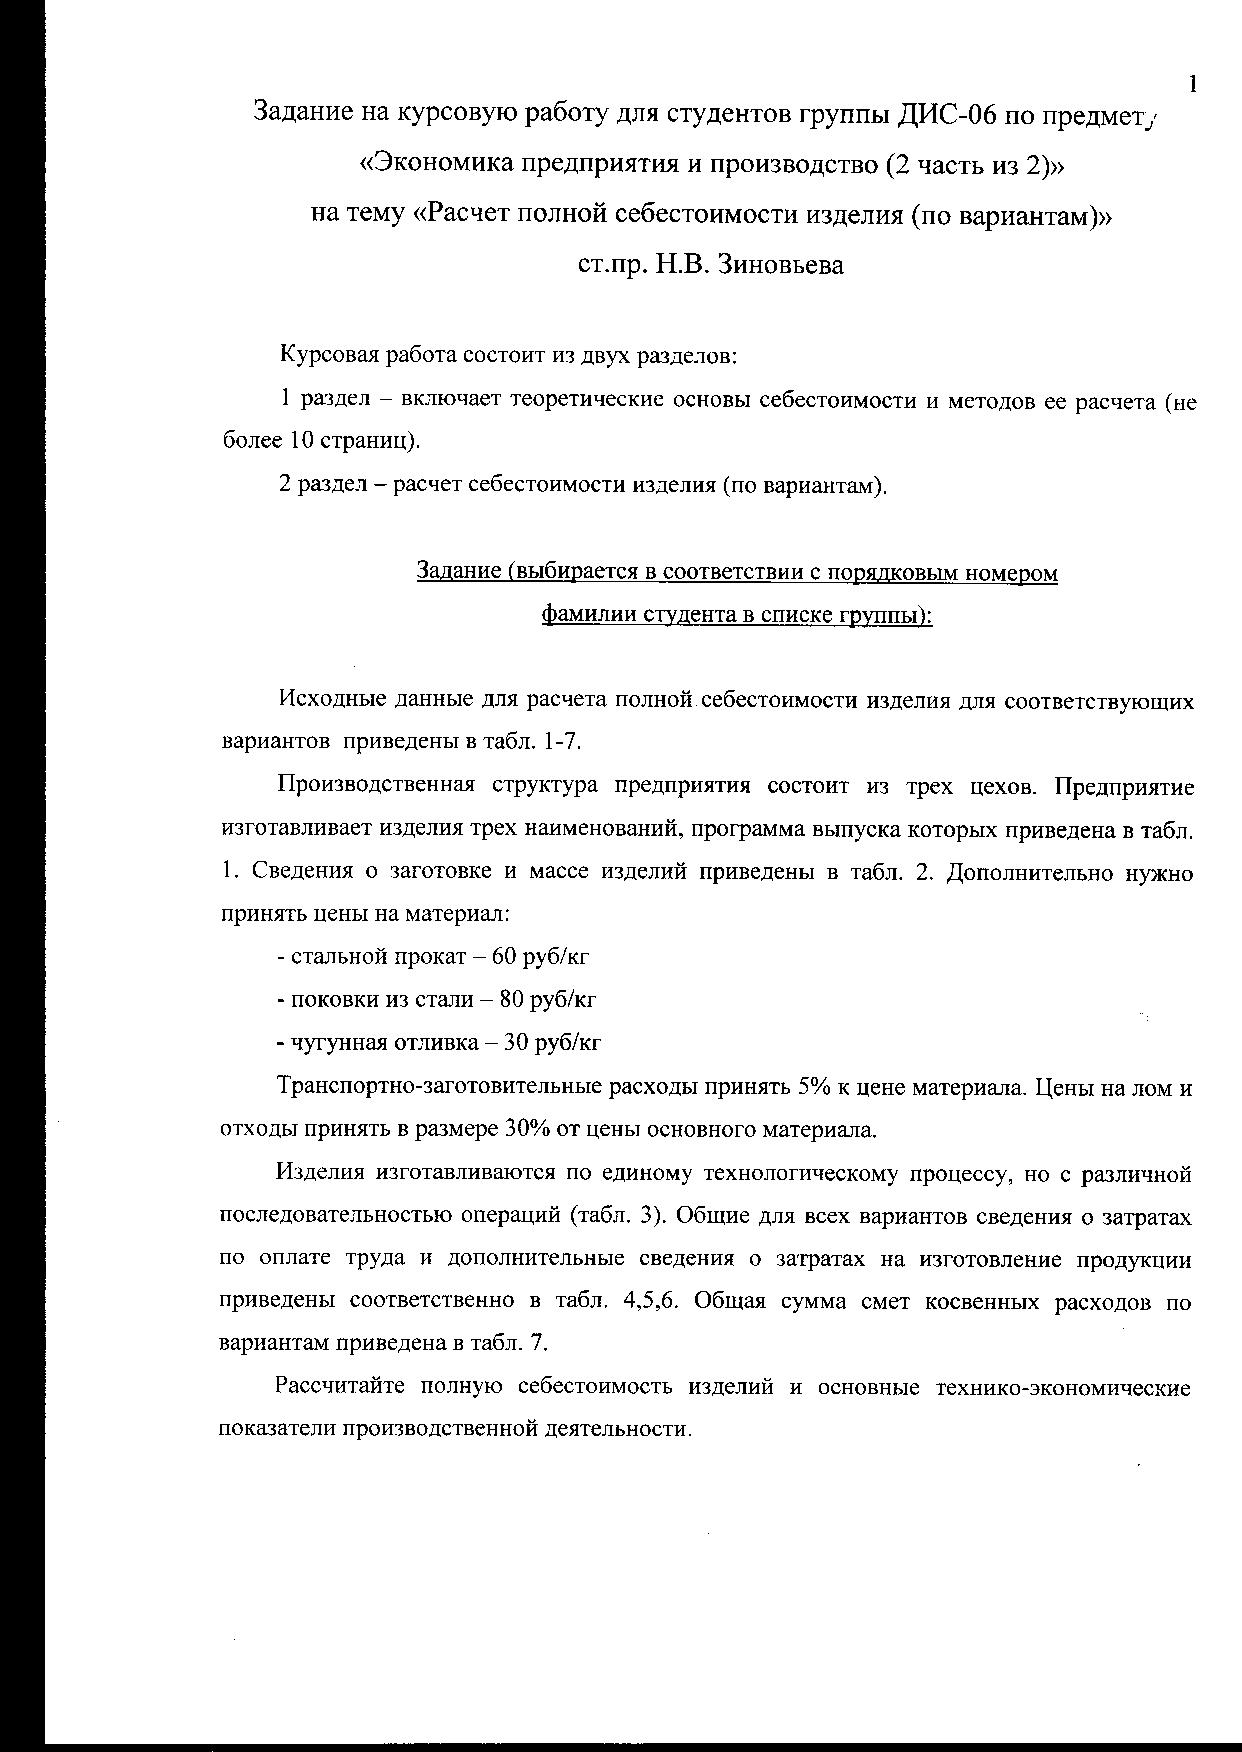 1
Задание на курсовую работу для студентов группы ДИС-06 по предмету
«Экономика предприятия и производство (2 часть из 2)»
на тему «Расчет полной себестоимости изделия (по вариантам)»
ст.пр. Н.В. Зиновьева
Курсовая работа состоит из двух разделов:
1 раздел – включает теоретические основы себестоимости и методов ее расчета (не
более 10 страниц).
2 раздел – расчет себестоимости изделия (по вариантам).
Задание (выбирается в соответствии с порядковым номером
фамилии студента в списке группы):
Исходные данные для расчета полной себестоимости изделия для соответствующих
вариантов приведены в табл. 1-7.
Производственная структура предприятия состоит из трех цехов. Предприятие
изготавливает изделия трех наименований, программа выпуска которых приведена в табл.
1. Сведения о заготовке и массе изделий приведены в табл. 2. Дополнительно нужно
принять цены на материал:
- стальной прокат – 60 руб/кг
- поковки из стали – 80 руб/кг
- чугунная отливка – 30 руб/кг
Транспортно-заготовительные расходы принять 5% к цене материала. Цены на лом и
отходы принять в размере 30% от цены основного материала.
Изделия изготавливаются по единому технологическому процессу, но с различной
последовательностью операций (табл. 3). Общие для всех вариантов сведения о затратах
по оплате труда и дополнительные сведения о затратах на изготовление продукции
приведены соответственно в табл. 4,5,6. Общая сумма смет косвенных расходов по
вариантам приведена в табл. 7.
Рассчитайте полную себестоимость изделий и основные технико-экономические
показатели производственной деятельности.